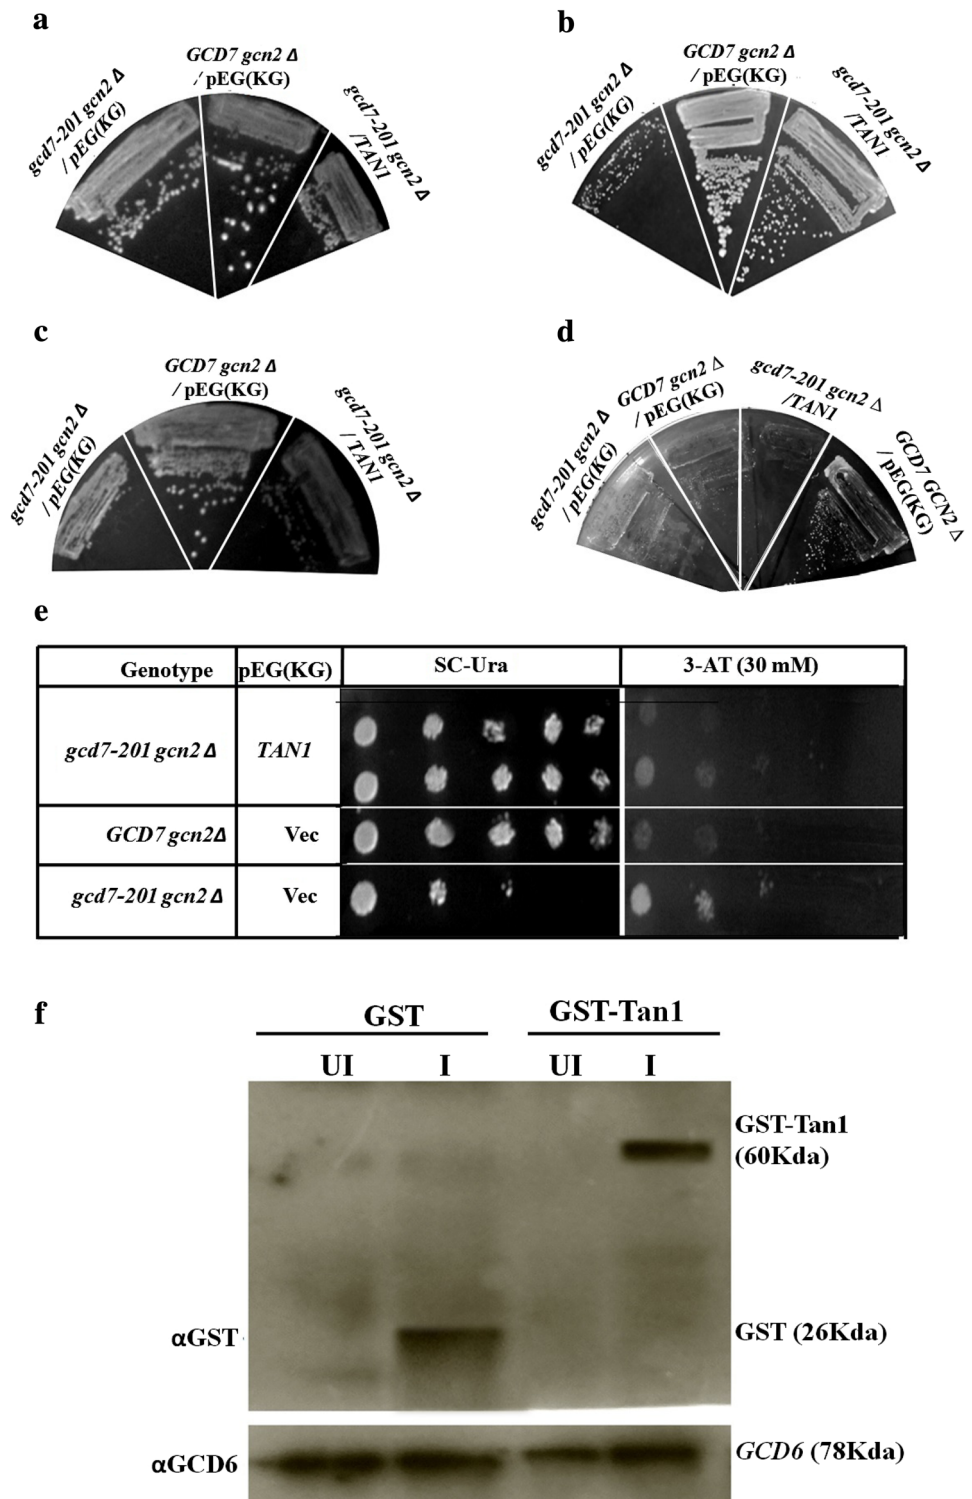 a
gcd7-201 gcn2 Δ
/ pEG(KG)
GCD7 gcn2 Δ
/ pEG(KG)
gcd7-201 gcn2 Δ
/TAN1
b
gcd7-201 gcn2 Δ
/ pEG(KG)
GCD7 gcn2 Δ
/ pEG(KG)
gcd7-201 gcn2 Δ
/TAN1
c
gcd7-201 gcn2 Δ
/ pEG(KG)
GCD7 gcn2 Δ
/ pEG(KG)
gcd7-201 gcn2 Δ
/ TAN1
d
gcd7-201 gcn2 Δ
/ pEG(KG)
GCD7 gcn2 Δ
/ pEG(KG)
gcd7-201 gcn2 Δ
/TAN1
GCD7 GCN2 Δ
/ pEG(KG)
e
Genotype pEG(KG) SC-Ura 3-AT (30 mM)
gcd7-201 gcn2 Δ TAN1
GCD7 gcn2Δ Vec
gcd7-201 gcn2 Δ Vec
f
GST GST-Tan1
UI I UI I
GST-Tan1
(60Kda)
αGST GST (26Kda)
αGCD6 GCD6 (78Kda)